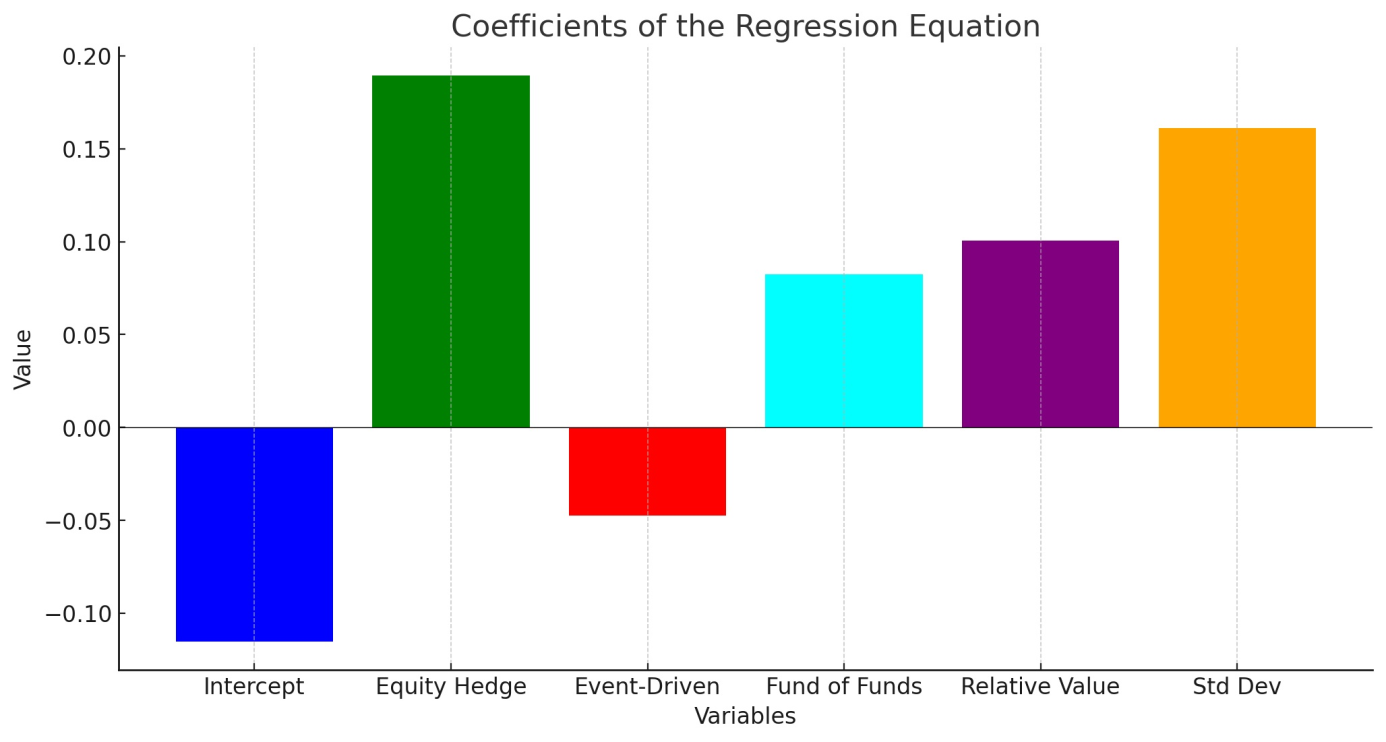 Coefficients of the Regression Equation
0.20
0.15
0.10
0.05
0.00
−0.05
−0.10
Value
Intercept
Equity Hedge
Event-Driven
Fund of Funds
Relative Value
Std Dev
Variables